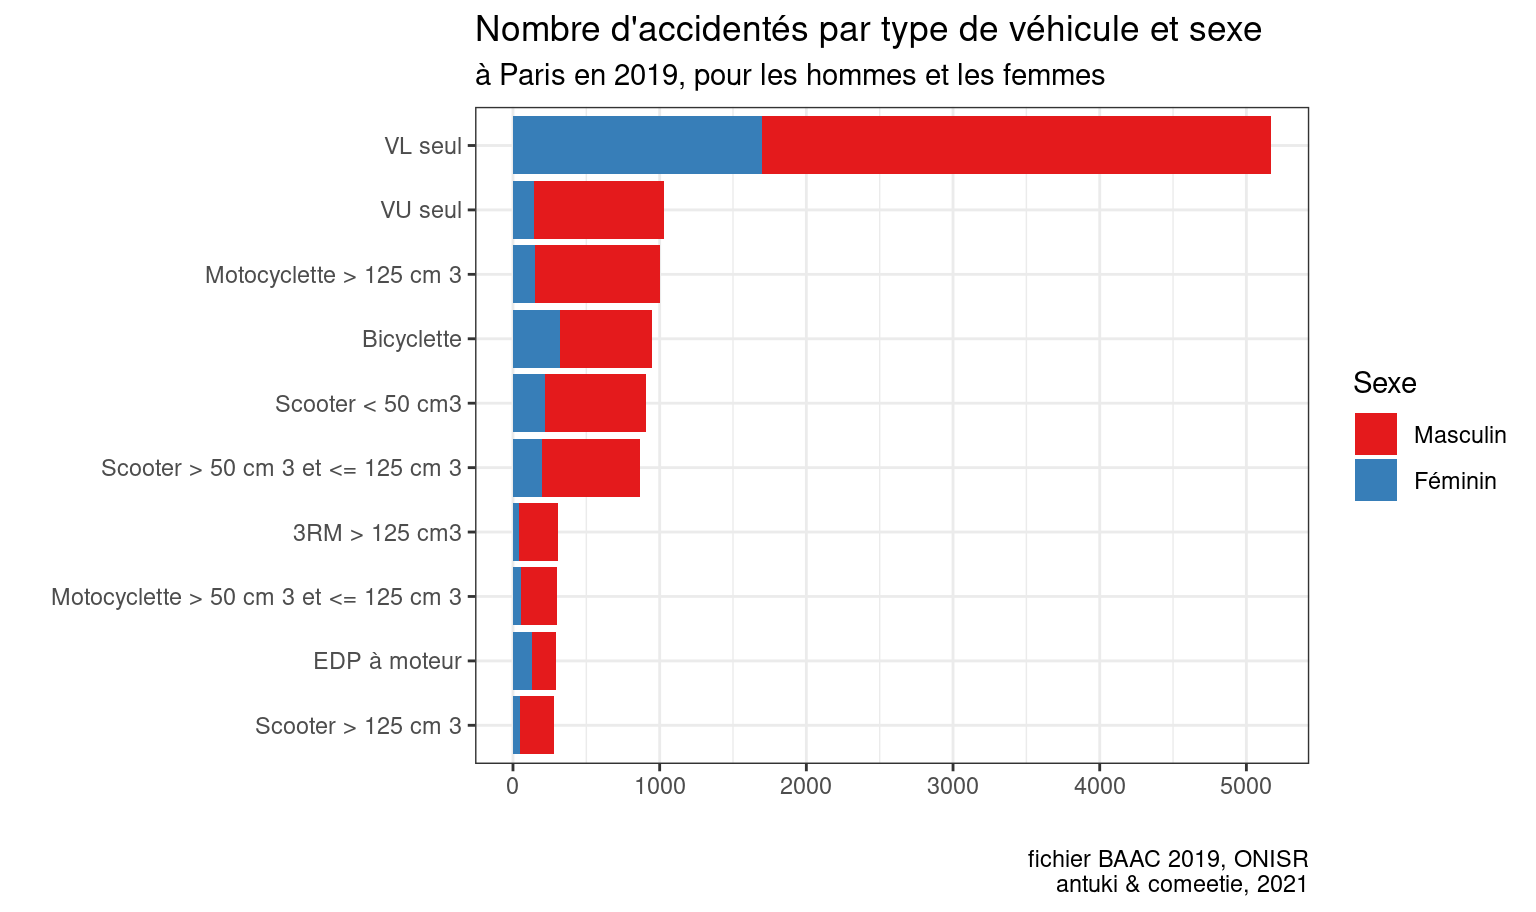 Nombre d'accidentés par type de véhicule et sexe
à Paris en 2019, pour les hommes et les femmes
VL seul
VU seul
Motocyclette > 125 cm 3
Bicyclette
Scooter < 50 cm3
Scooter > 50 cm 3 et <= 125 cm 3
3RM > 125 cm3
Motocyclette > 50 cm 3 et <= 125 cm 3
EDP à moteur
Scooter > 125 cm 3
0 1000 2000 3000 4000 5000
Sexe
Masculin
Féminin
fichier BAAC 2019, ONISR
antuki & comeetie, 2021